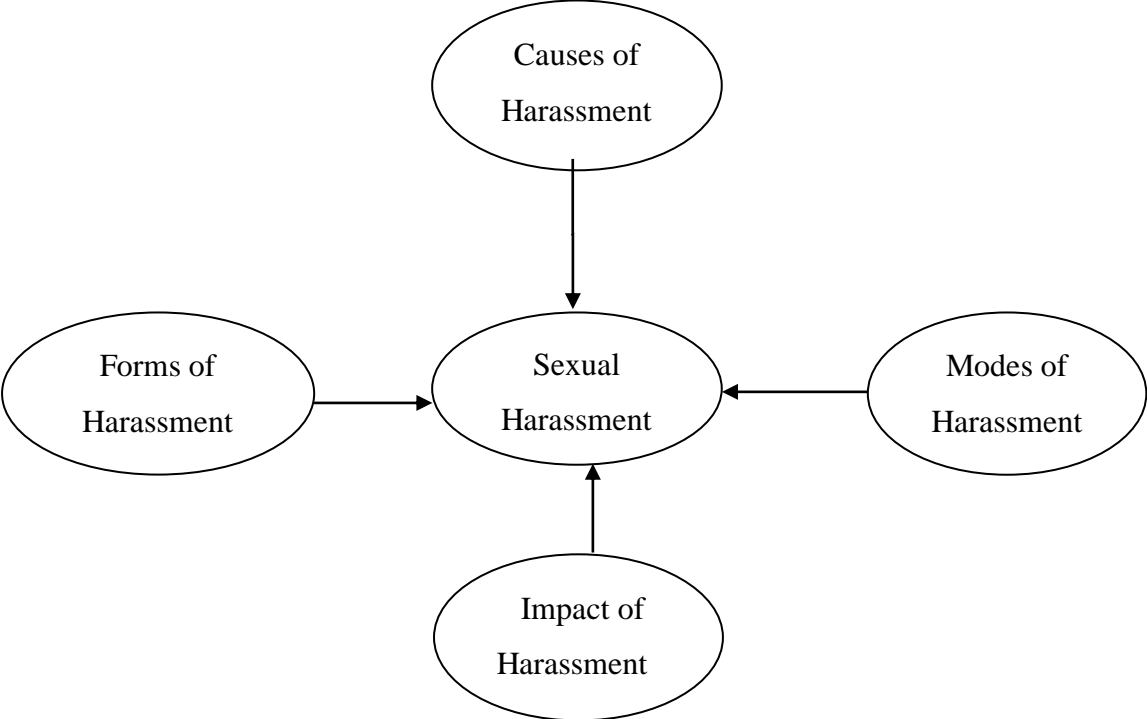 Causes of
Harassment
Forms of
Harassment
Sexual
Harassment
Modes of
Harassment
Impact of
Harassment